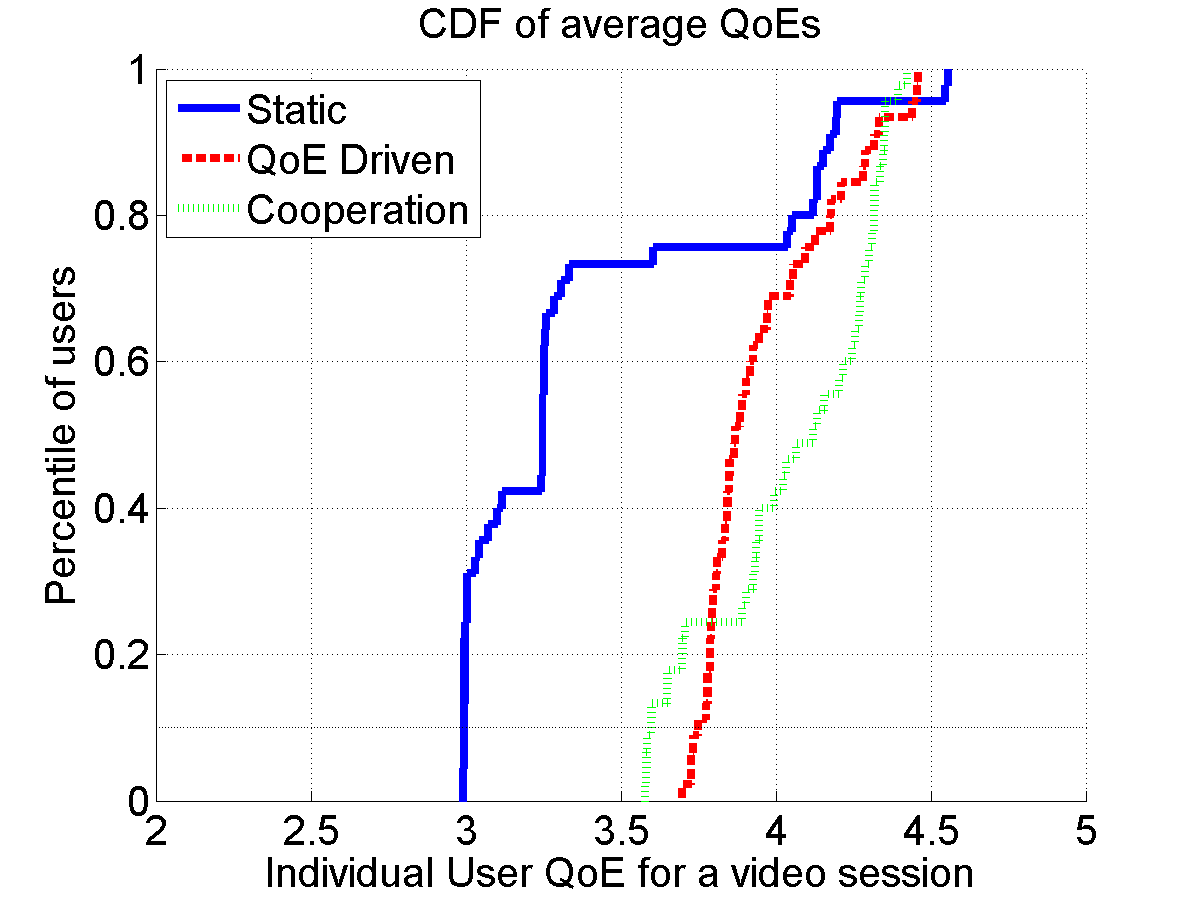 CDF of average QoEs
1
0.8
0.6
0.4
0.2
0
Static
QoE Driven
Cooperation
Percentile of users
2 2.5 3 3.5 4 4.5 5
Individual User QoE for a video session